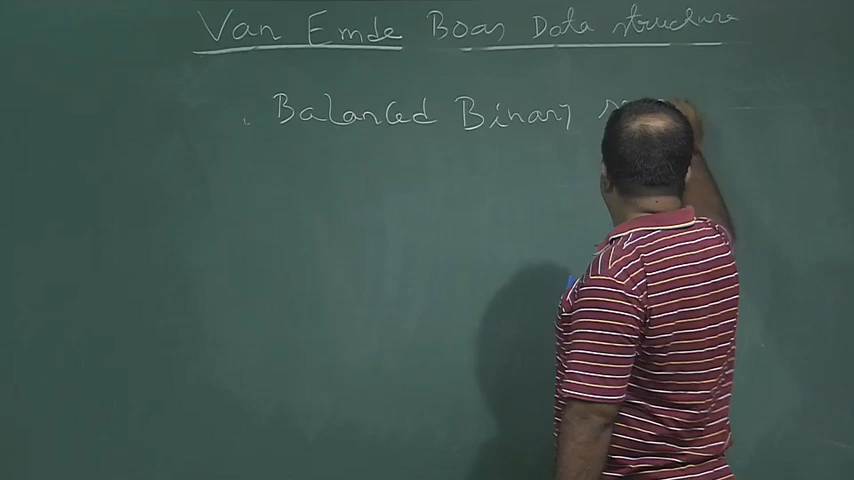 Van Emde Boas Data structure
. Balanced Binary